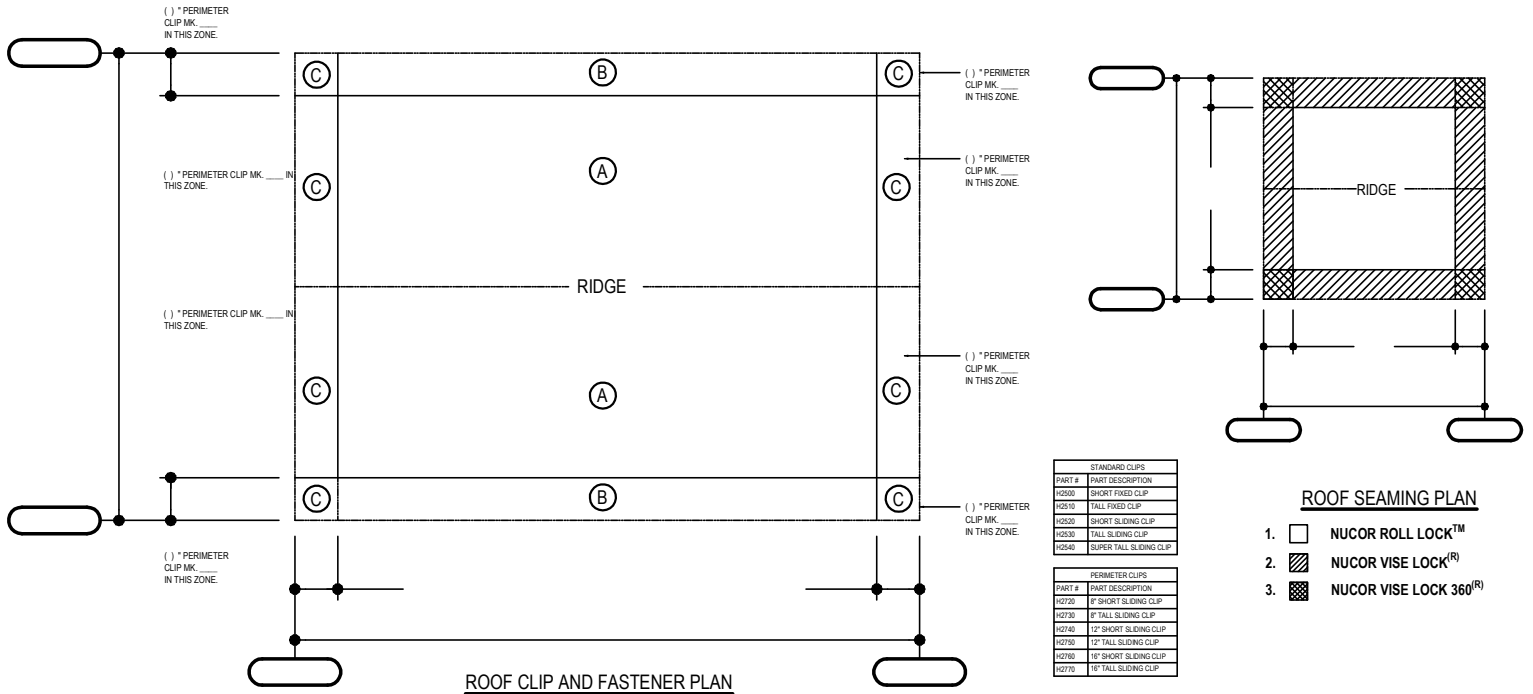 ( ) " PERIMETER
CLIP MK. ____
IN THIS ZONE.
C
B
C
( ) " PERIMETER
CLIP MK. ____
IN THIS ZONE.
( ) " PERIMETER CLIP MK. ____ IN
THIS ZONE.
C
A
C
( ) " PERIMETER
CLIP MK. ____
IN THIS ZONE.
RIDGE
( ) " PERIMETER CLIP MK. ____ IN
THIS ZONE.
C
A
C
( ) " PERIMETER
CLIP MK. ____
IN THIS ZONE.
C
B
C
( ) " PERIMETER
CLIP MK. ____
IN THIS ZONE.
( ) " PERIMETER
CLIP MK. ____
IN THIS ZONE.
ROOF CLIP AND FASTENER PLAN
RIDGE
STANDARD CLIPS
PART # PART DESCRIPTION
H2500 SHORT FIXED CLIP
H2510 TALL FIXED CLIP
H2520 SHORT SLIDING CLIP
H2530 TALL SLIDING CLIP
H2540 SUPER TALL SLIDING CLIP
PERIMETER CLIPS
PART # PART DESCRIPTION
H2720 8" SHORT SLIDING CLIP
H2730 8" TALL SLIDING CLIP
H2740 12" SHORT SLIDING CLIP
H2750 12" TALL SLIDING CLIP
H2760 16" SHORT SLIDING CLIP
H2770 16" TALL SLIDING CLIP
ROOF SEAMING PLAN
1. NUCOR ROLL LOCK™
2. NUCOR VISE LOCK(R)
3. NUCOR VISE LOCK 360(R)